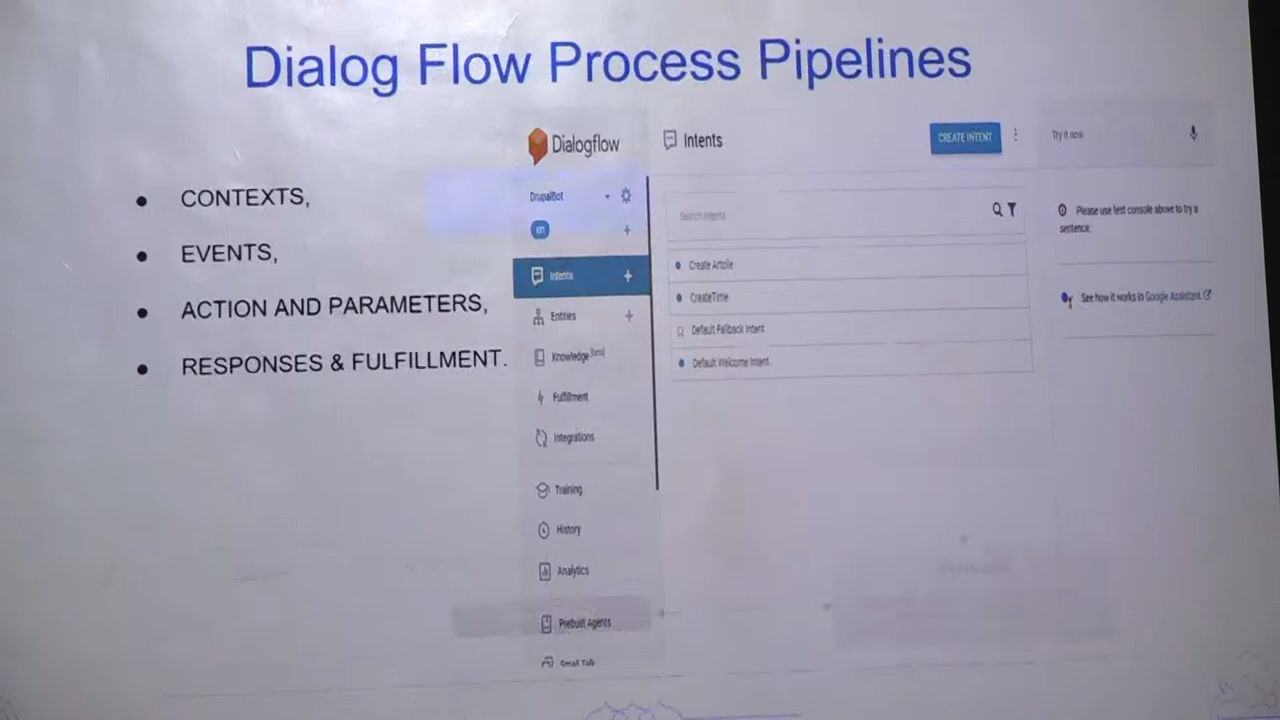 Dialog Flow Process Pipelines
CONTEXTS,
EVENTS,
ACTION AND PARAMETERS,
RESPONSES & FULFILLMENT.
Dialogflow
DrupalBot
en
Intents
Entities
Knowledge [beta]
Fulfillment
Integrations
Training
History
Analytics
Prebuilt Agents
Small Talk
Intents
CREATE INTENT
Search intents
Create Article
CreateTime
Default Fallback Intent
Default Welcome Intent
Try it now
Please use test console above to try a
sentence.
See how it works in Google Assistant.